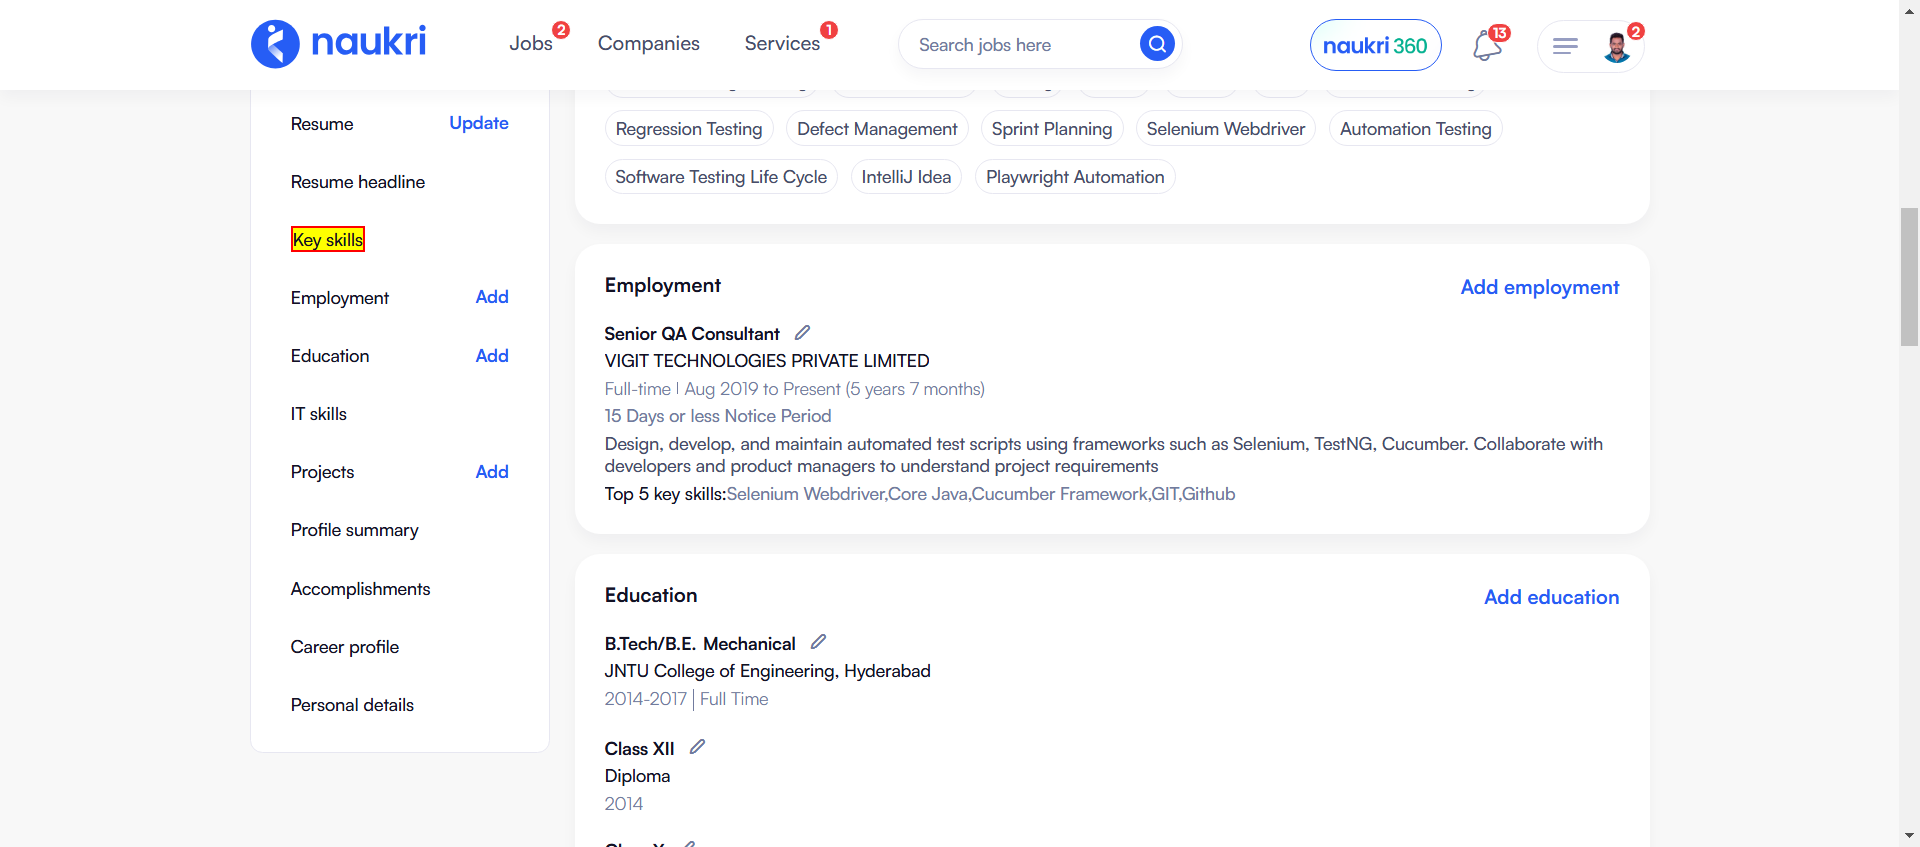 naukri
Jobs 2
Companies
Services 1
Search jobs here
naukri 360
13
2
Resume Update
Resume headline
Key skills
Employment Add
Education Add
IT skills
Projects Add
Profile summary
Accomplishments
Career profile
Personal details
Regression Testing Defect Management Sprint Planning Selenium Webdriver Automation Testing
Software Testing Life Cycle IntelliJ Idea Playwright Automation
Employment Add employment
Senior QA Consultant
VIGIT TECHNOLOGIES PRIVATE LIMITED
Full-time | Aug 2019 to Present (5 years 7 months)
15 Days or less Notice Period
Design, develop, and maintain automated test scripts using frameworks such as Selenium, TestNG, Cucumber. Collaborate with
developers and product managers to understand project requirements
Top 5 key skills:Selenium Webdriver,Core Java,Cucumber Framework,GIT,Github
Education Add education
B.Tech/B.E. Mechanical
JNTU College of Engineering, Hyderabad
2014-2017 | Full Time
Class XII
Diploma
2014